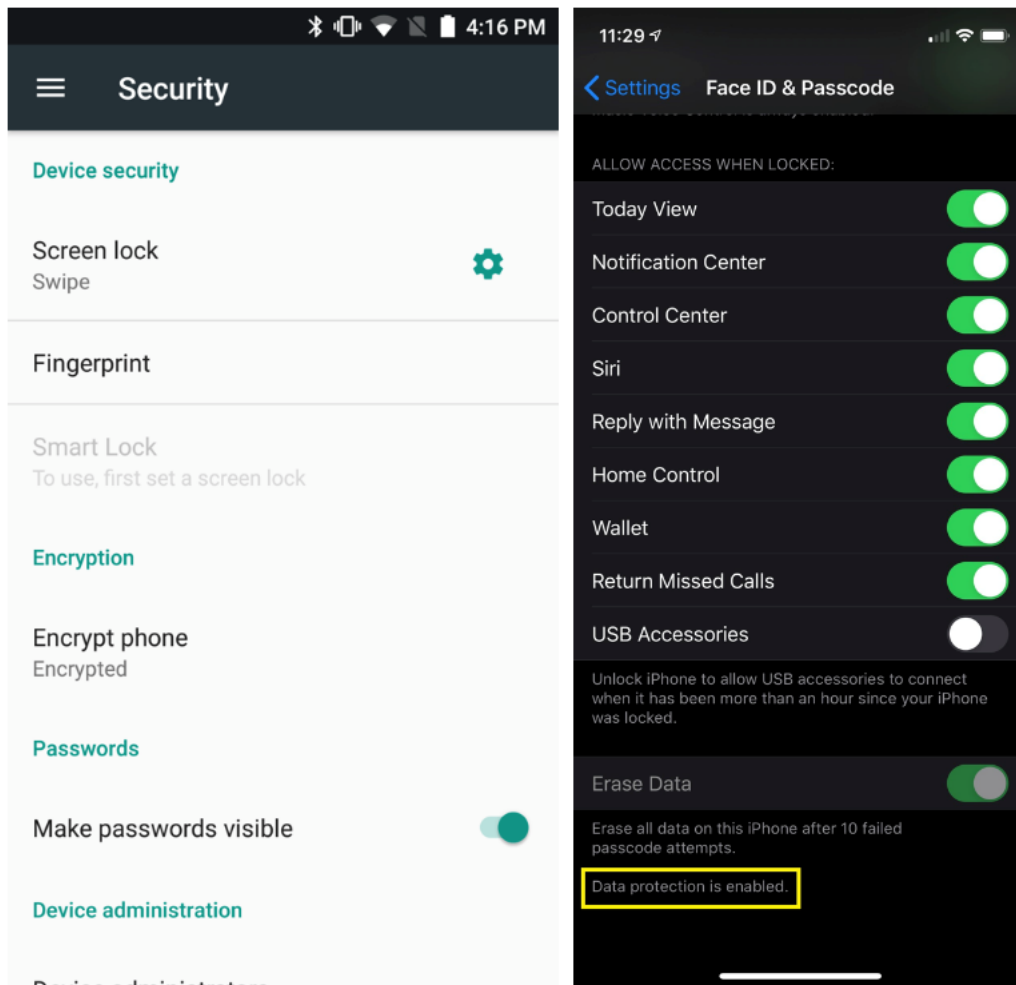 4:16 PM
Security
Device security
Screen lock
Swipe
Fingerprint
Smart Lock
To use, first set a screen lock
Encryption
Encrypt phone
Encrypted
Passwords
Make passwords visible
Device administration
11:29
Settings Face ID & Passcode
ALLOW ACCESS WHEN LOCKED:
Today View
Notification Center
Control Center
Siri
Reply with Message
Home Control
Wallet
Return Missed Calls
USB Accessories
Unlock iPhone to allow USB accessories to connect
when it has been more than an hour since your iPhone
was locked.
Erase Data
Erase all data on this iPhone after 10 failed
passcode attempts.
Data protection is enabled.